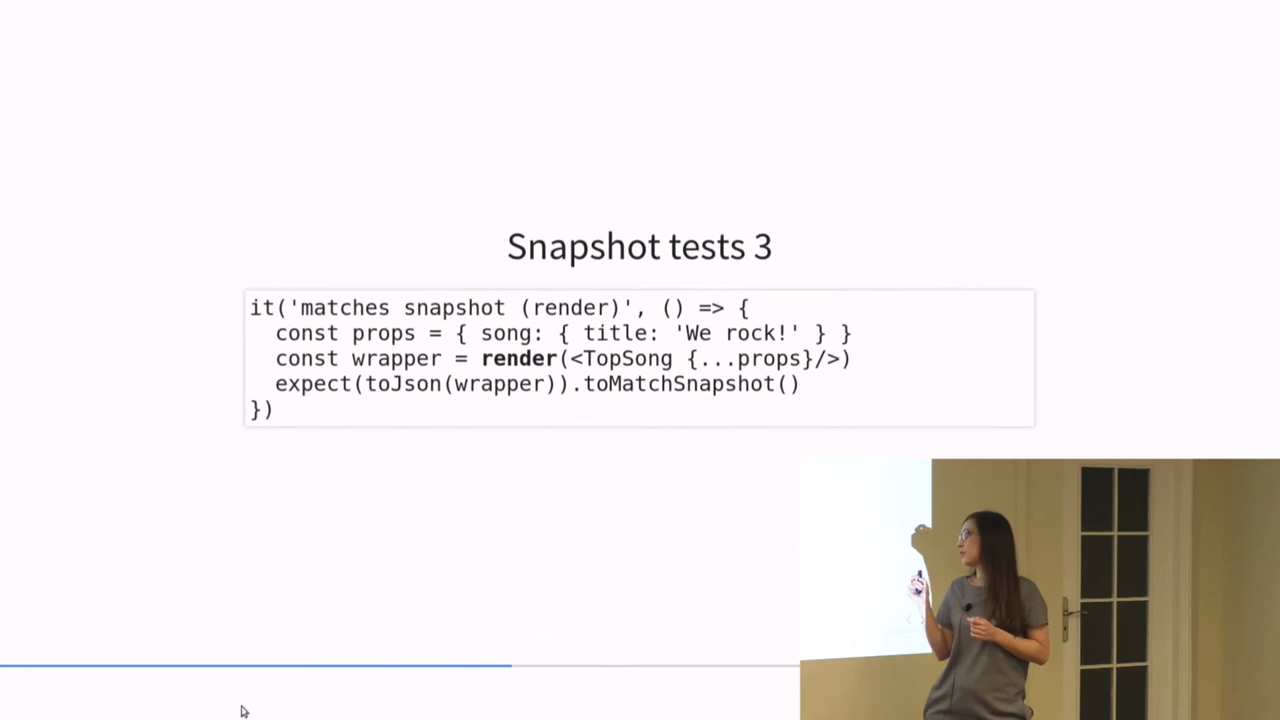 Snapshot tests 3
it('matches snapshot (render)', () => {
  const props = { song: { title: 'We rock!' } }
  const wrapper = render(<TopSong {...props}/>)
  expect(toJson(wrapper)).toMatchSnapshot()
})